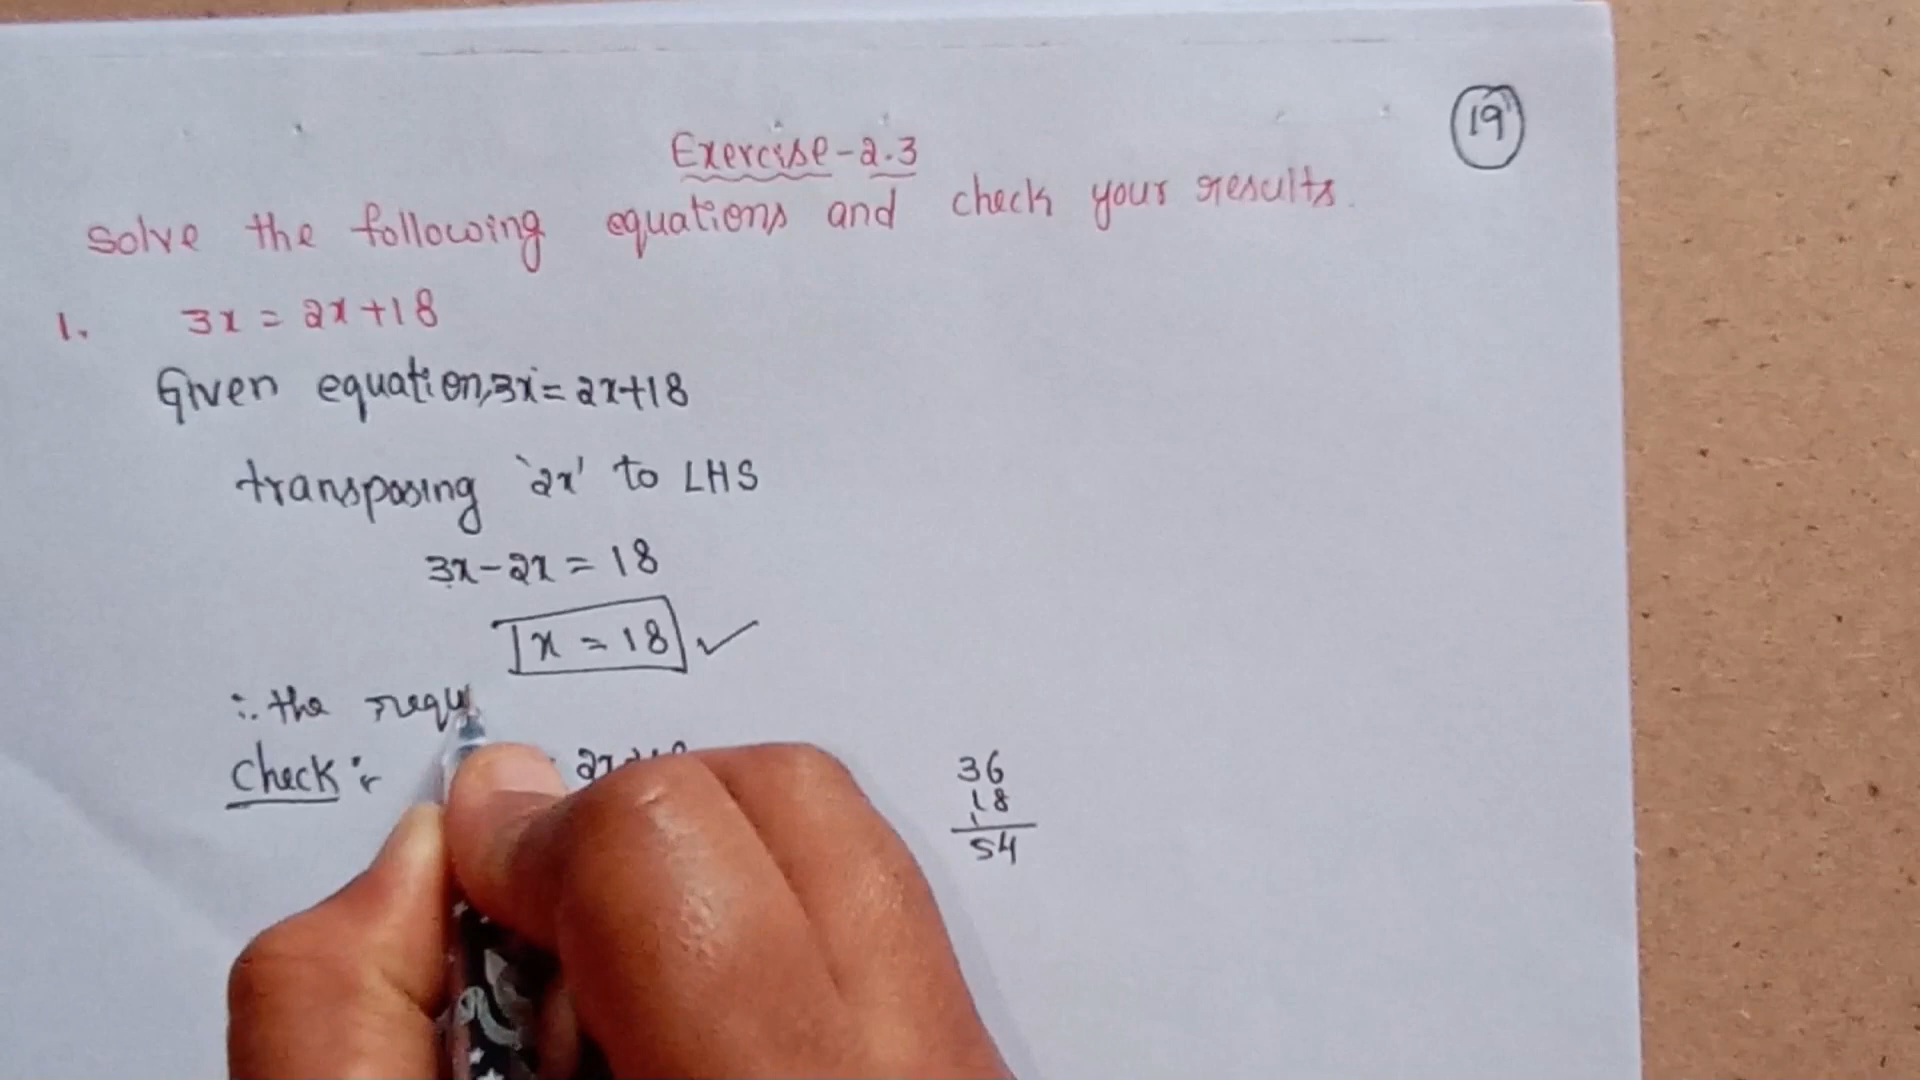 19
Exercise-2.3
Solve the following equations and check your results.
1. 3x = 2x+18
Given equation, 3x = 2x+18
transposing '2x' to LHS
3x-2x = 18
x = 18 ✓
∴ the requ
Check :-
36
18
54